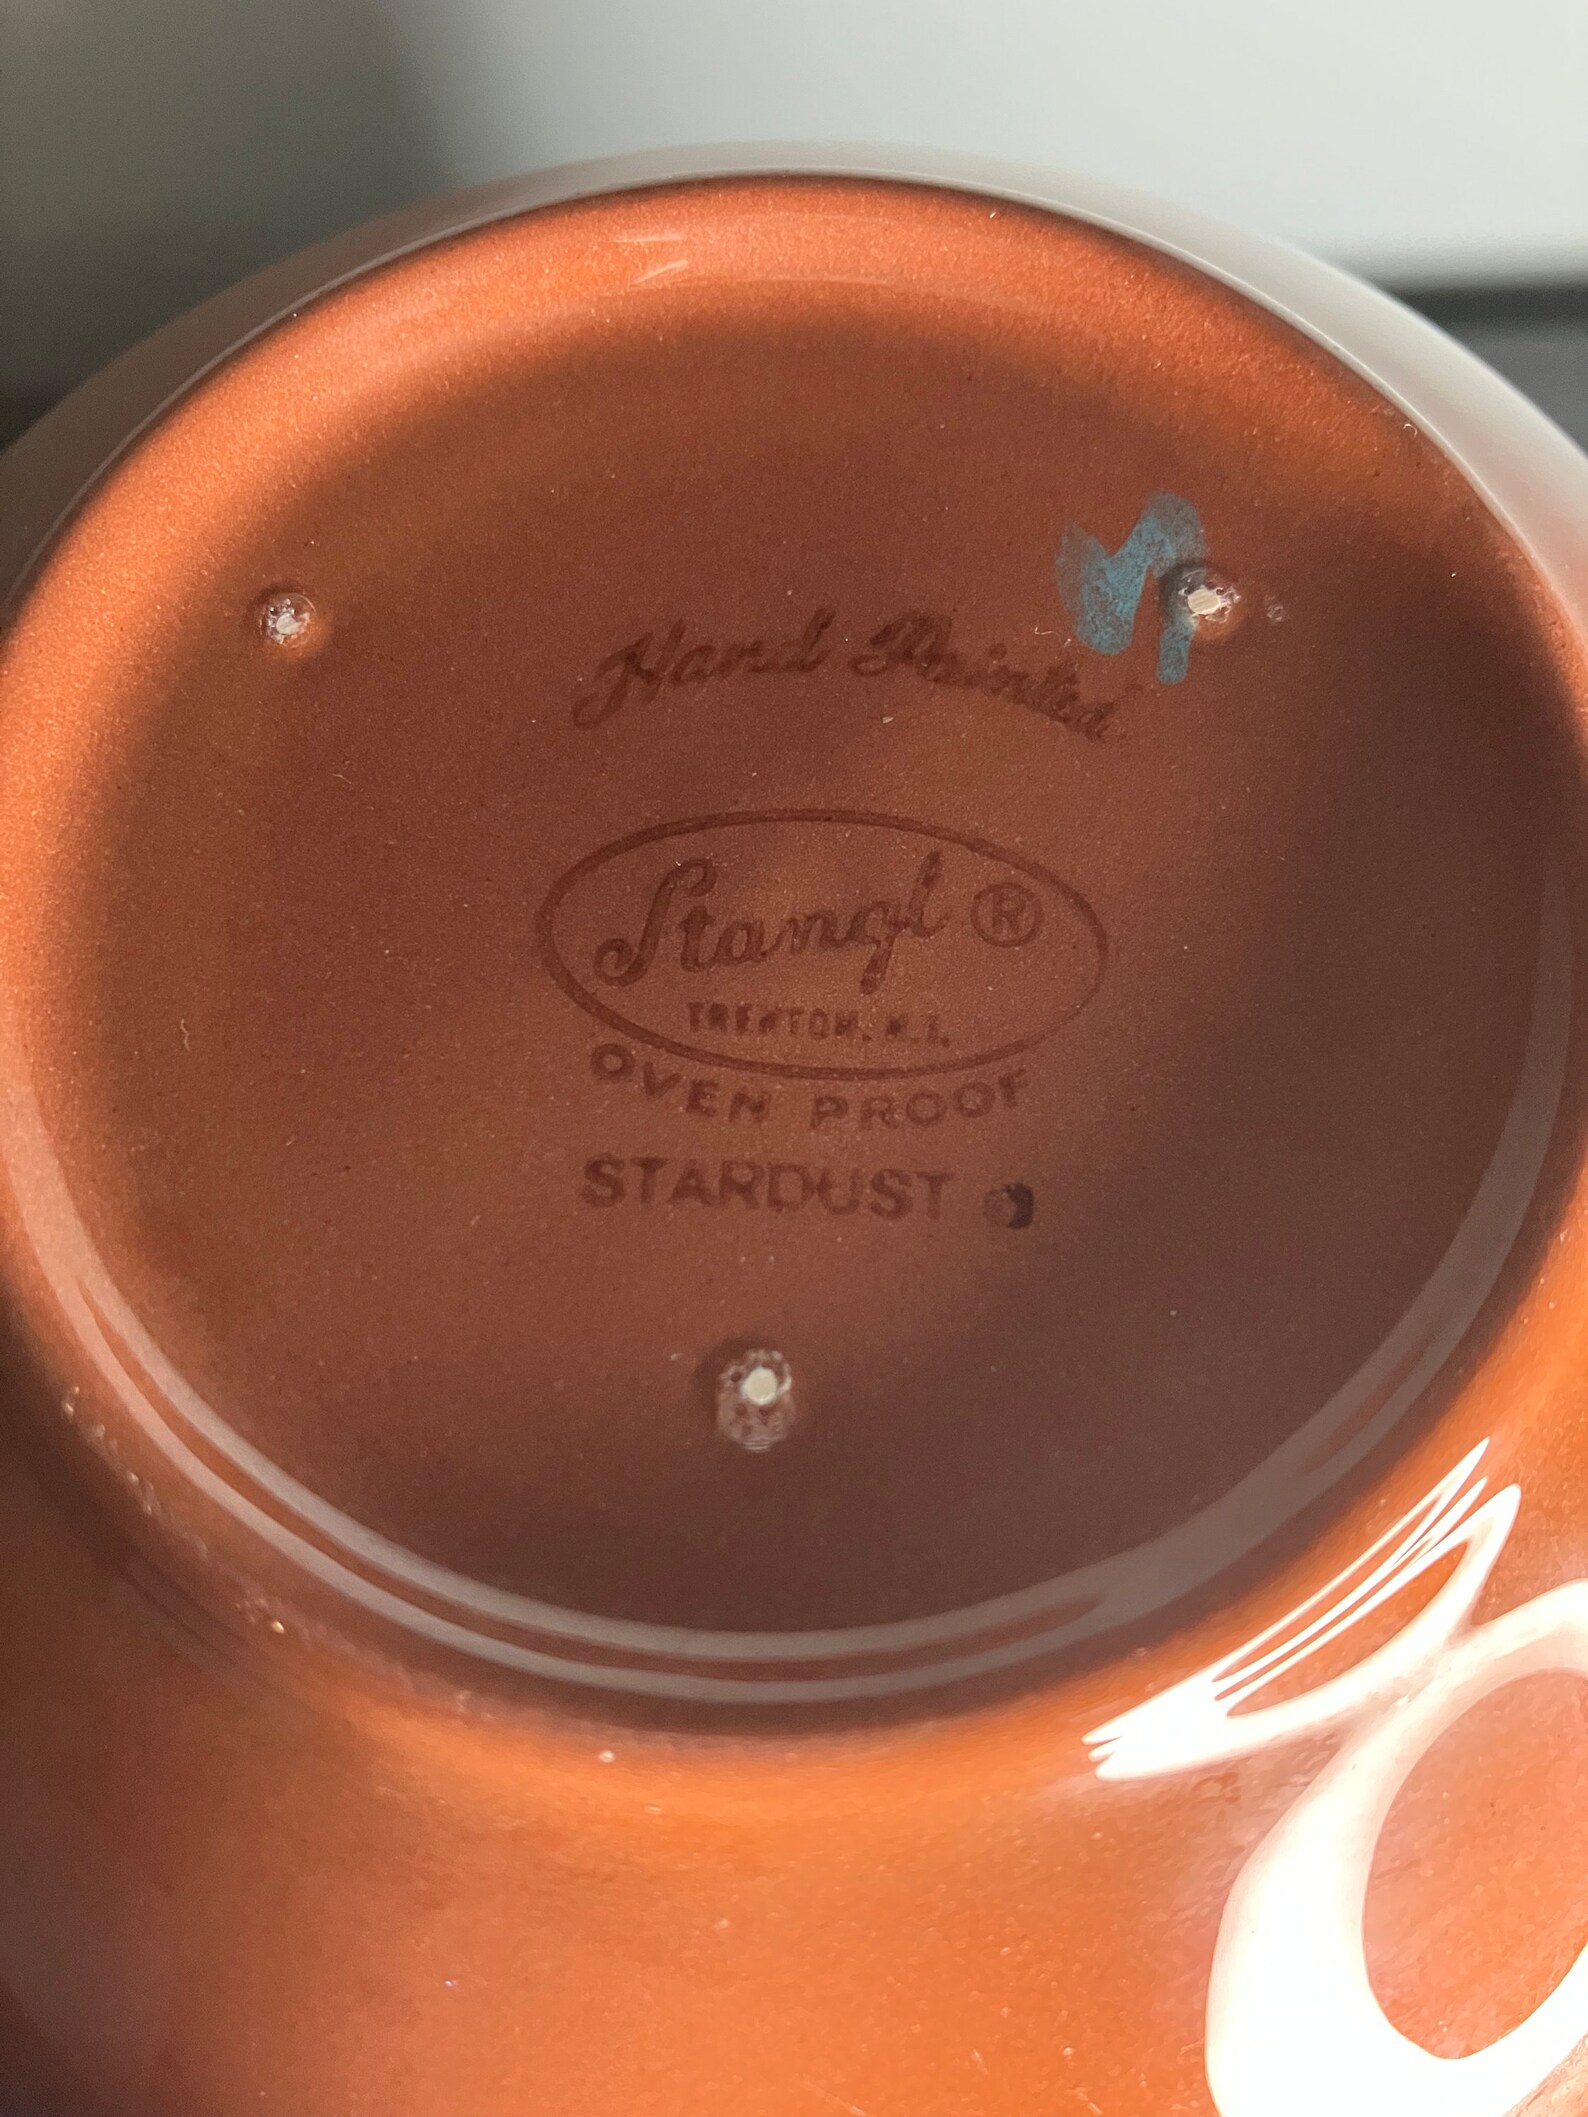 Hand Painted
Stangl ®
TRENTON, N.J.
OVEN PROOF
STARDUST